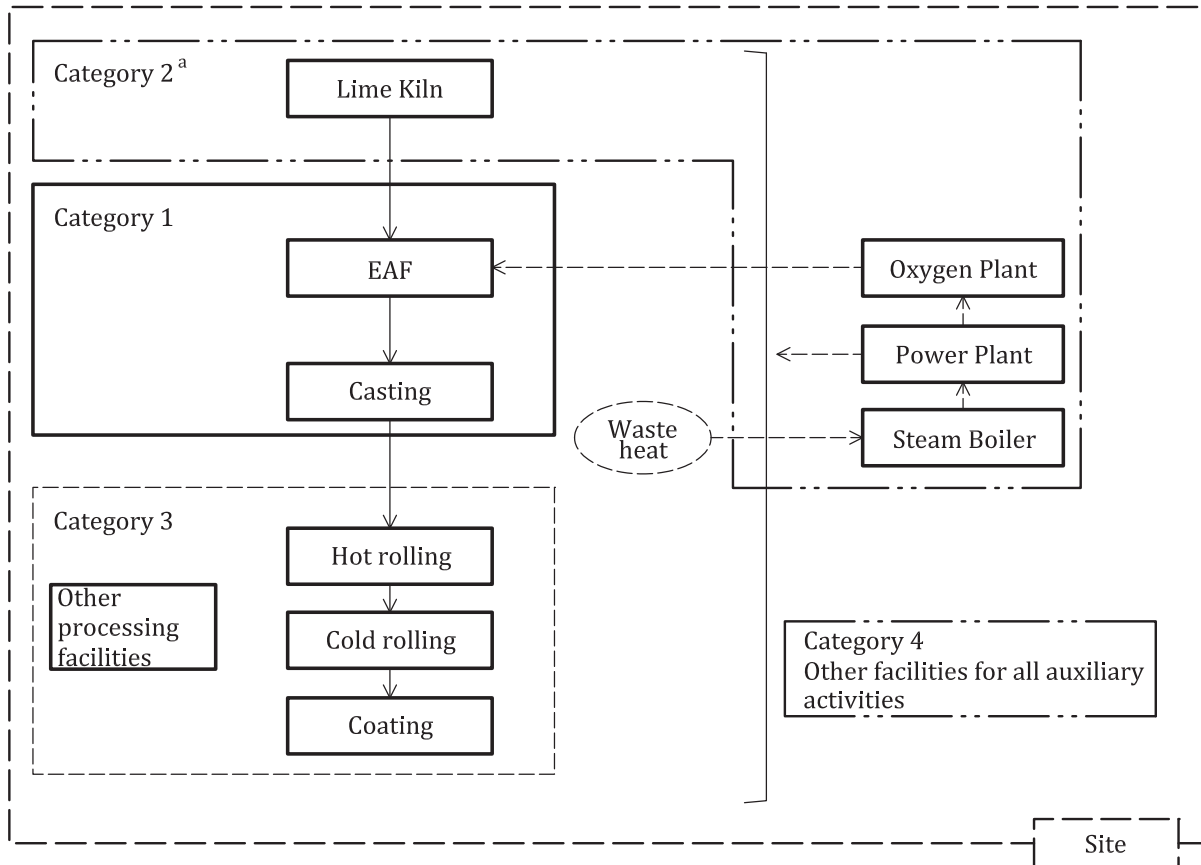 Category 2 a
Lime Kiln
Category 1
EAF
Oxygen Plant
Power Plant
Casting
Waste
heat
Steam Boiler
Category 3
Hot rolling
Other
processing
facilities
Cold rolling
Coating
Category 4
Other facilities for all auxiliary
activities
Site